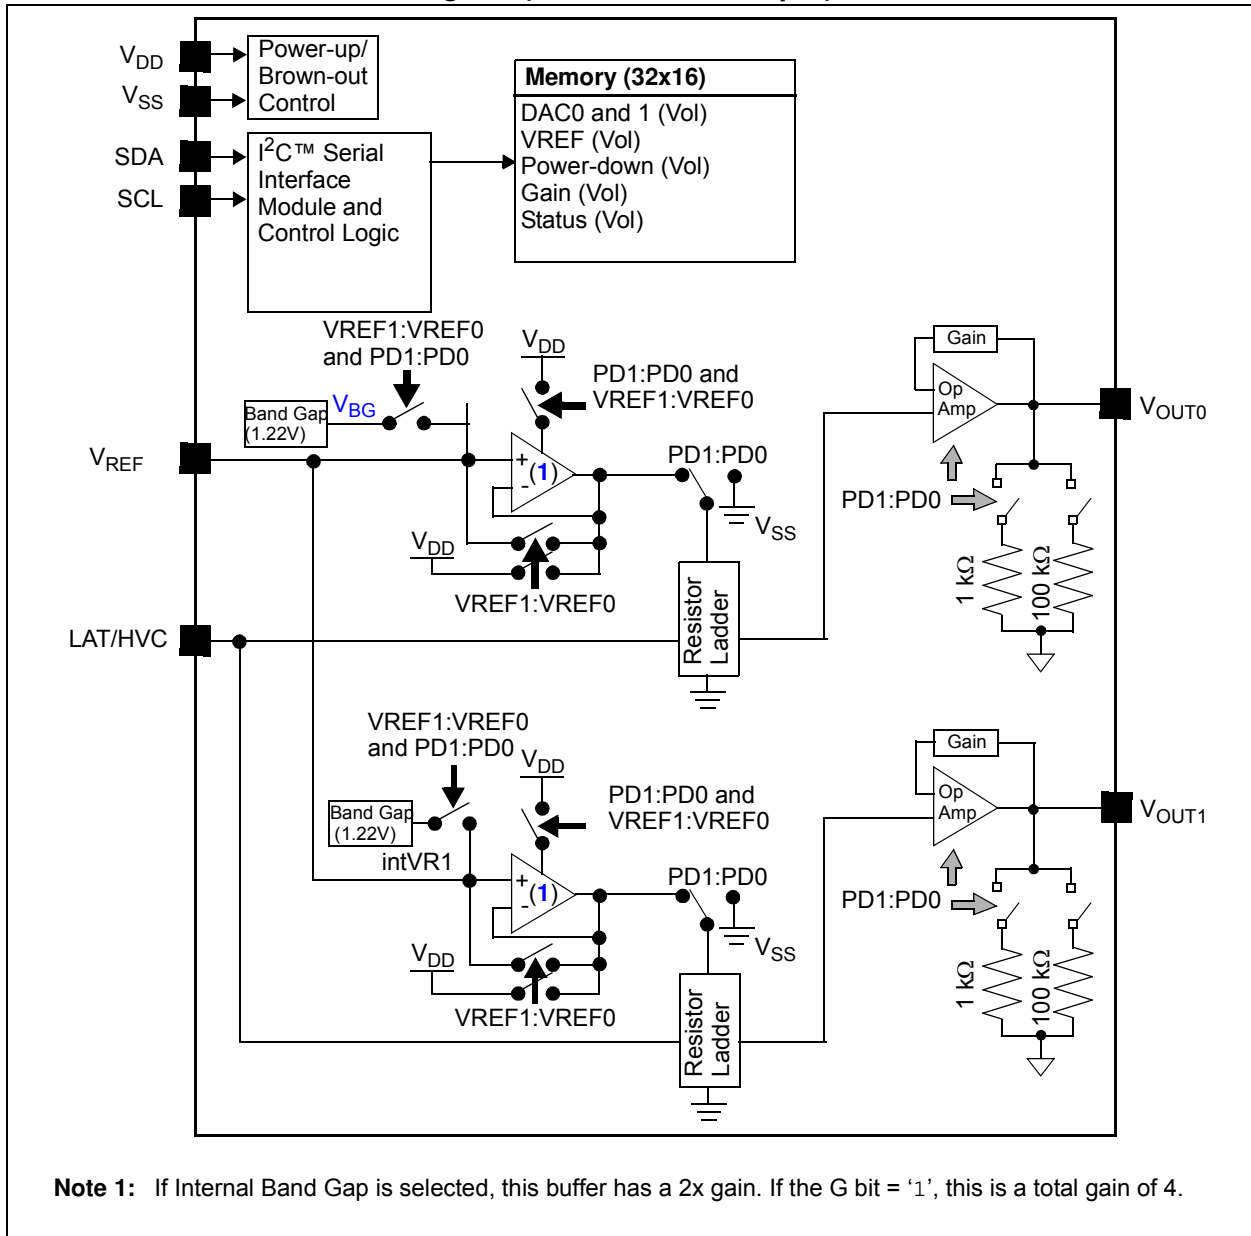 VDD
VSS
SDA
SCL
Power-up/
Brown-out
Control
I2C™ Serial
Interface
Module and
Control Logic
Memory (32x16)
DAC0 and 1 (Vol)
VREF (Vol)
Power-down (Vol)
Gain (Vol)
Status (Vol)
VREF1:VREF0
and PD1:PD0
VDD
PD1:PD0 and
VREF1:VREF0
Band Gap
(1.22V)
VBG
VREF
+
-
(1)
PD1:PD0
VSS
VDD
VREF1:VREF0
Resistor
Ladder
LAT/HVC
Gain
Op
Amp
VOUT0
PD1:PD0
1 kΩ
100 kΩ
VREF1:VREF0
and PD1:PD0
VDD
PD1:PD0 and
VREF1:VREF0
Band Gap
(1.22V)
intVR1
+
-
(1)
PD1:PD0
VSS
VDD
VREF1:VREF0
Resistor
Ladder
Gain
Op
Amp
VOUT1
PD1:PD0
1 kΩ
100 kΩ
Note 1: If Internal Band Gap is selected, this buffer has a 2x gain. If the G bit = ‘1’, this is a total gain of 4.